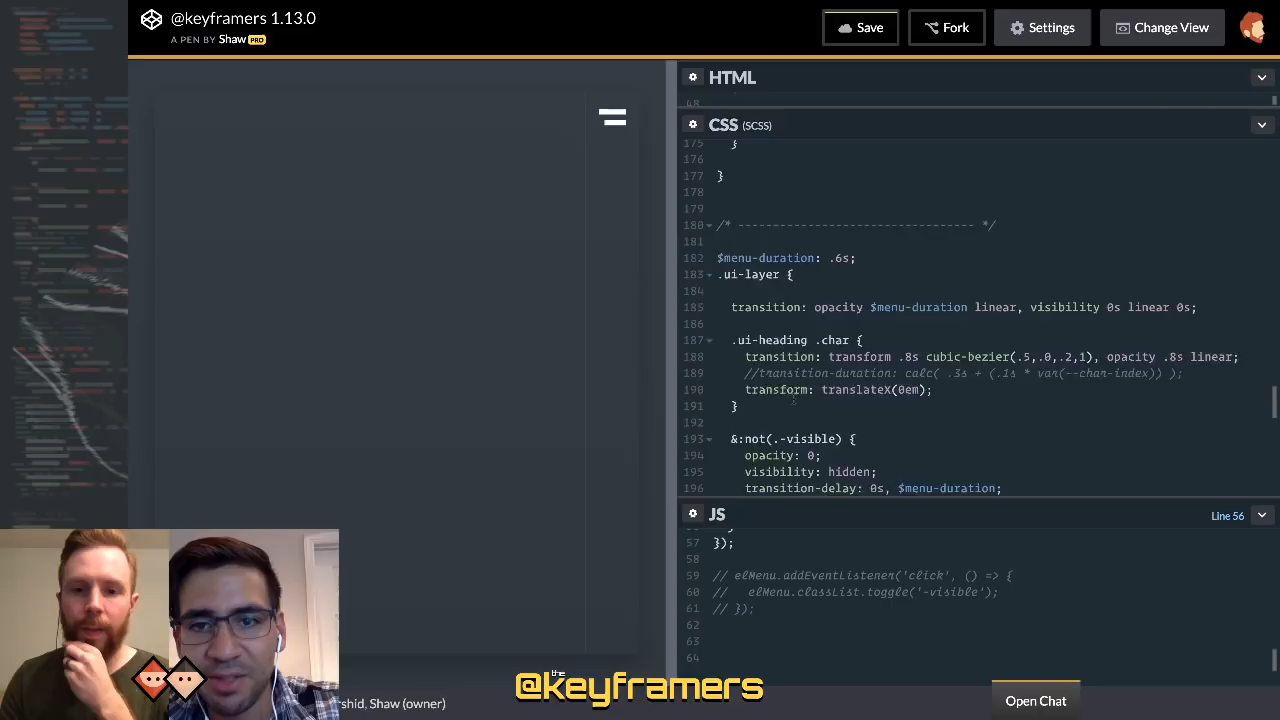 @keyframers 1.13.0
A PEN BY Shaw PRO
Save
Fork
Settings
Change View
HTML
48
CSS (SCSS)
175 }
176
177 }
178
179
180 /* ---------------------------------- */
181
182 $menu-duration: .6s;
183 .ui-layer {
184
185 transition: opacity $menu-duration linear, visibility 0s linear 0s;
186
187 .ui-heading .char {
188 transition: transform .8s cubic-bezier(.5,.0,.2,1), opacity .8s linear;
189 //transition-duration: calc( .3s + (.1s * var(--char-index)) );
190 transform: translateX(0em);
191 }
192
193 &:not(.-visible) {
194 opacity: 0;
195 visibility: hidden;
196 transition-delay: 0s, $menu-duration;
JS
Line 56
57 });
58
59 // elMenu.addEventListener('click', () => {
60 // elMenu.classList.toggle('-visible');
61 // });
62
63
64
rshid, Shaw (owner)
the
@keyframers
Open Chat